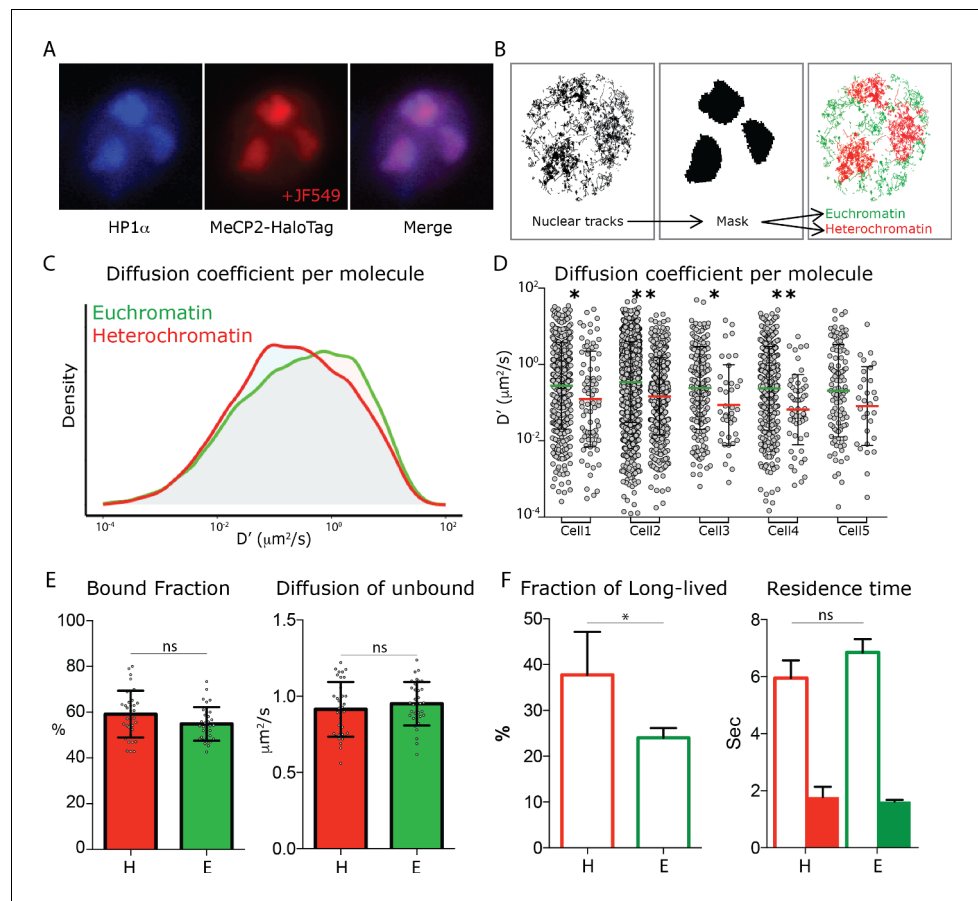 A
B
+JF549
HP1α
MeCP2-HaloTag
Merge
Nuclear tracks
Mask
Euchromatin
Heterochromatin
C
Diffusion coefficient per molecule
Euchromatin
Heterochromatin
Density
10⁻⁴
10⁻²
10⁰
10²
D' (μm²/s)
D
Diffusion coefficient per molecule
* ** * **
D' (μm²/s)
10²
10⁰
10⁻²
10⁻⁴
Cell1
Cell2
Cell3
Cell4
Cell5
E
Bound Fraction
ns
%
100
80
60
40
20
0
H
E
Diffusion of unbound
ns
μm²/s
1.5
1.0
0.5
0.0
H
E
F
Fraction of Long-lived
*
%
50
40
30
20
10
0
H
E
Residence time
ns
Sec
8
6
4
2
0
H
E